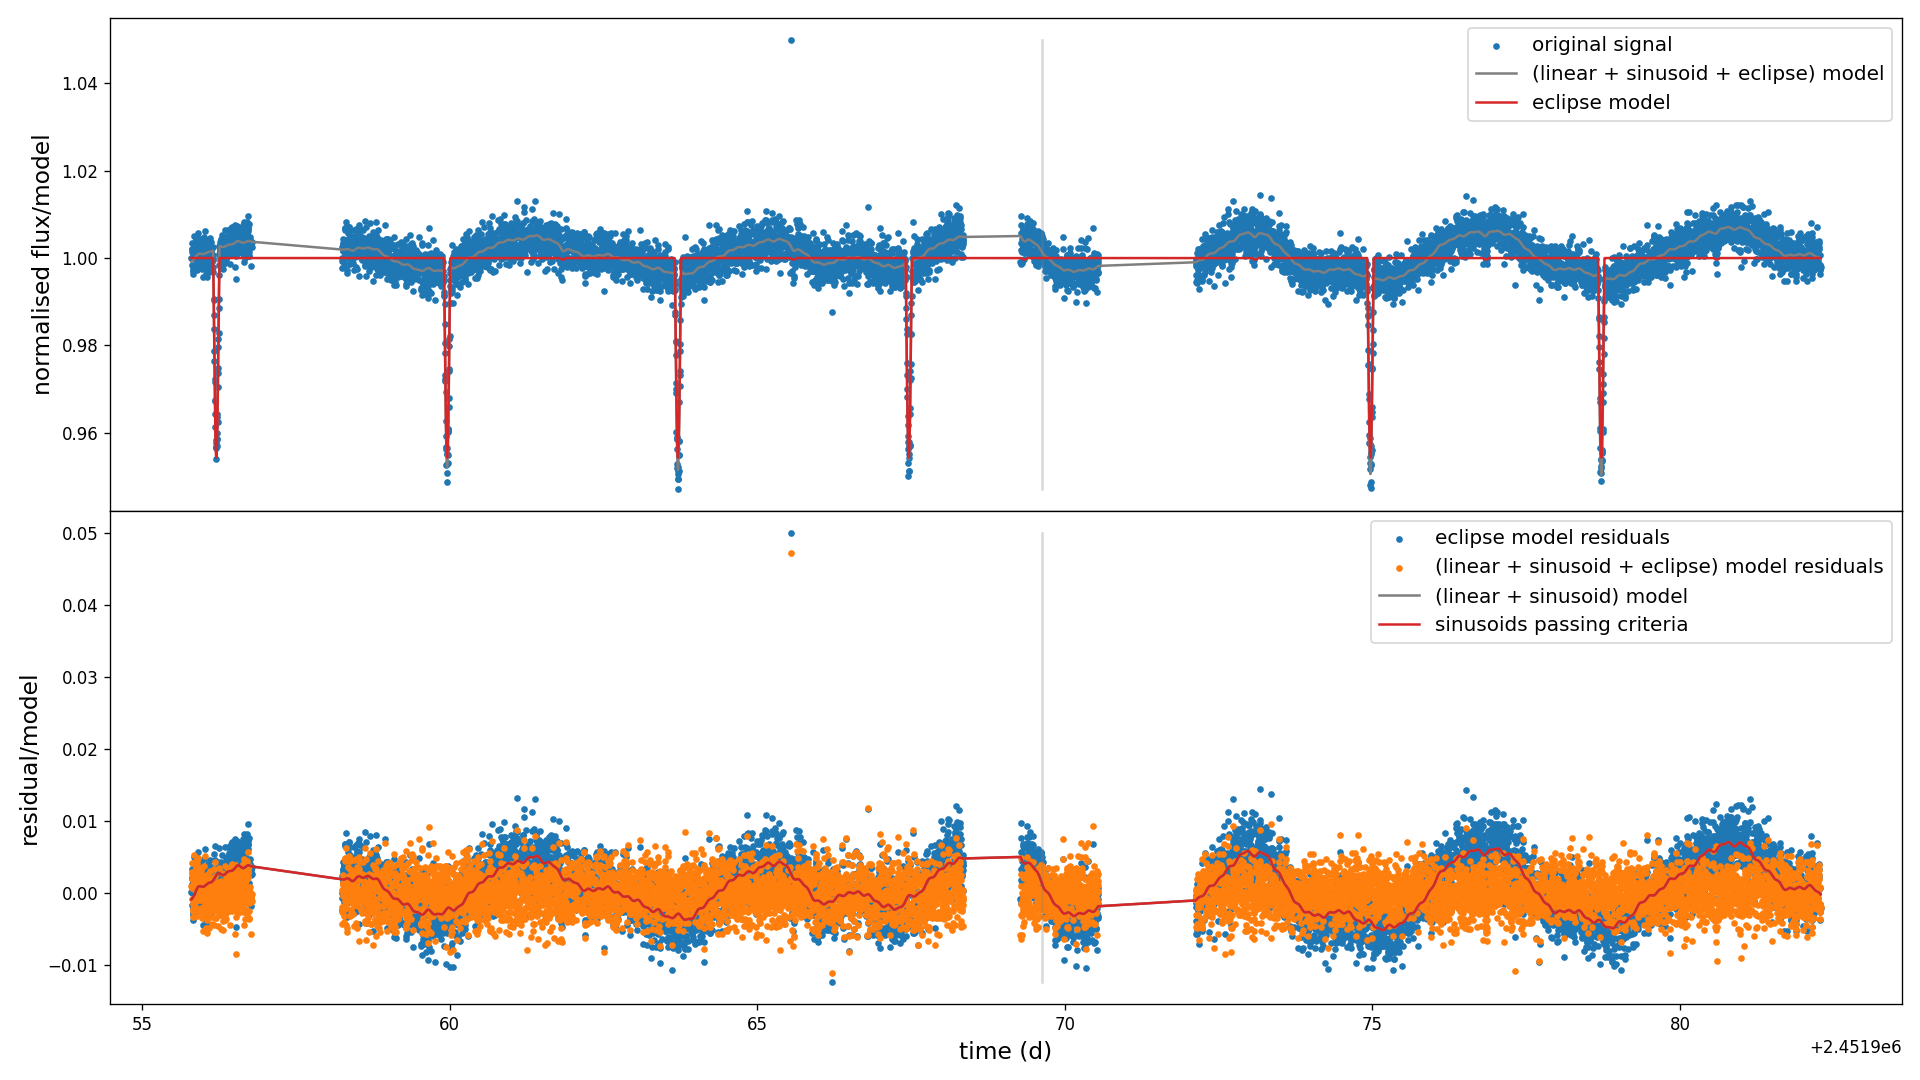 normalised flux/model
1.04
1.02
1.00
0.98
0.96
original signal
(linear + sinusoid + eclipse) model
eclipse model
residual/model
0.05
0.04
0.03
0.02
0.01
0.00
−0.01
eclipse model residuals
(linear + sinusoid + eclipse) model residuals
(linear + sinusoid) model
sinusoids passing criteria
55
60
65
70
75
80
time (d)
+2.4519e6